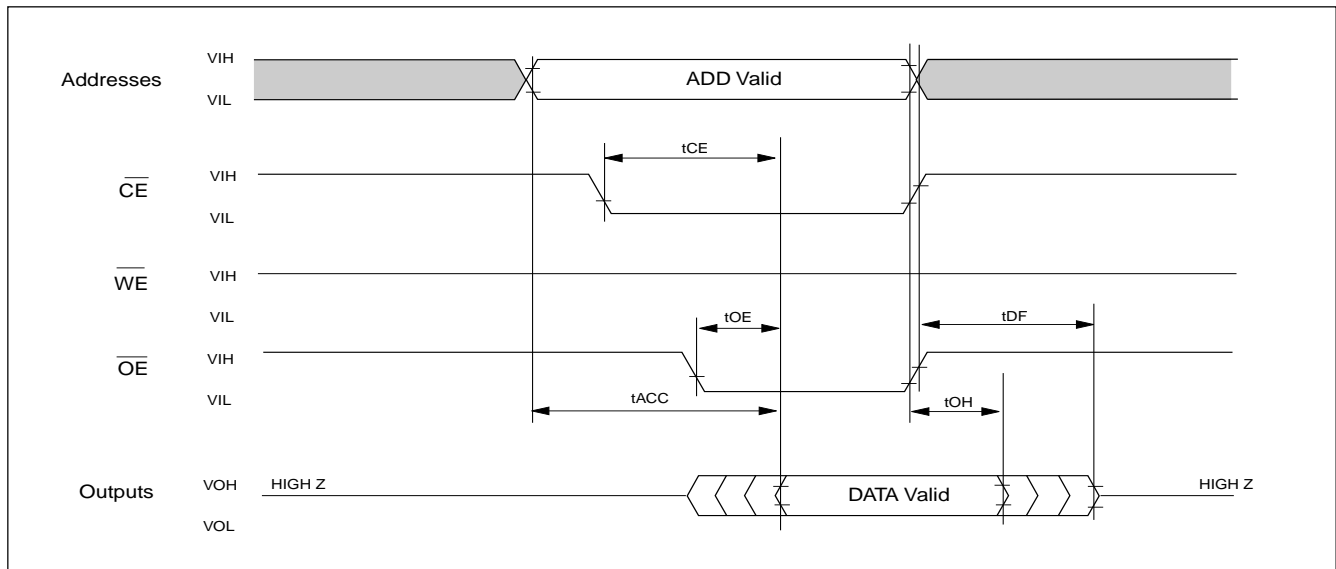 VIH
Addresses
ADD Valid
VIL
tCE
VIH
CE
VIL
WE
VIH
VIL
tOE
tDF
VIH
OE
VIL
tACC
tOH
VOH
HIGH Z
HIGH Z
Outputs
DATA Valid
VOL